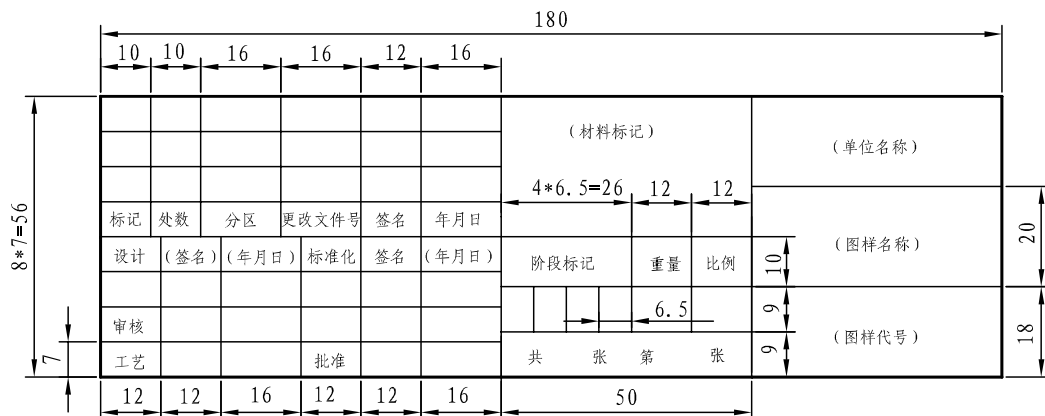 180
10 10 16 16 12 16
(材料标记)
(单位名称)
4*6.5=26 12 12
8*7=56
标记 处数 分区 更改文件号 签名 年月日
20
设计 (签名) (年月日) 标准化 签名 (年月日)
阶段标记 重量 比例 10
(图样名称)
6.5 9
审核
(图样代号) 18
7 工艺 批准
共 张 第 张 9
12 12 16 12 12 16 50